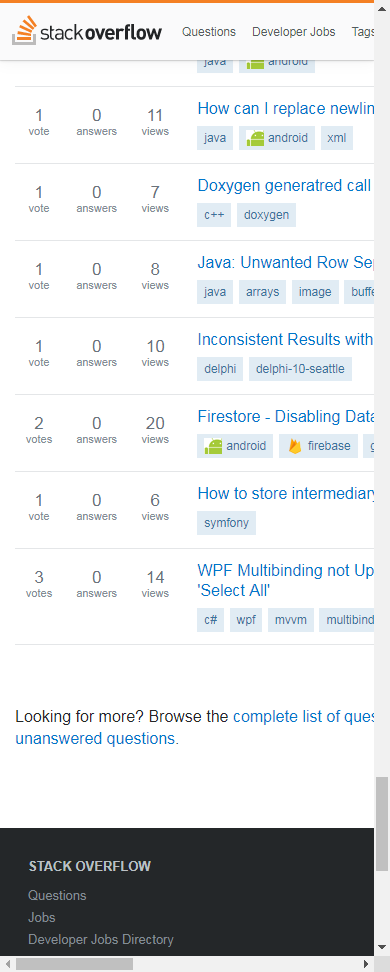 stackoverflow Questions Developer Jobs Tags
java android
1 0 11 How can I replace newlin
vote answers views java android xml
1 0 7 Doxygen generatred call
vote answers views c++ doxygen
1 0 8 Java: Unwanted Row Sep
vote answers views java arrays image buffe
1 0 10 Inconsistent Results with
vote answers views delphi delphi-10-seattle
2 0 20 Firestore - Disabling Data
votes answers views android firebase g
1 0 6 How to store intermediary
vote answers views symfony
3 0 14 WPF Multibinding not Up
'Select All'
votes answers views c# wpf mvvm multibind
Looking for more? Browse the complete list of ques
unanswered questions.
STACK OVERFLOW
Questions
Jobs
Developer Jobs Directory